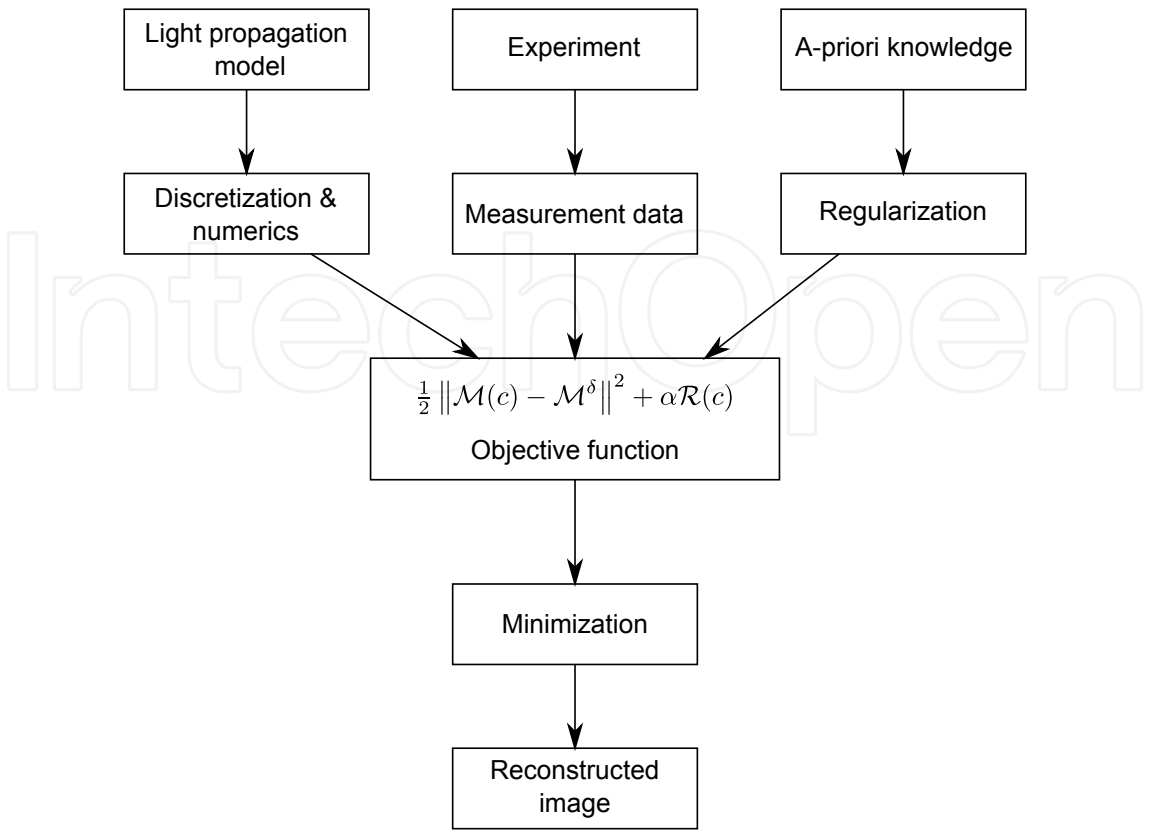 Light propagation
model
Experiment
A-priori knowledge
Discretization &
numerics
Measurement data
Regularization
½ ‖ℳ(c) − ℳ^δ‖² + αℛ(c)
Objective function
Minimization
Reconstructed
image
IntechOpen